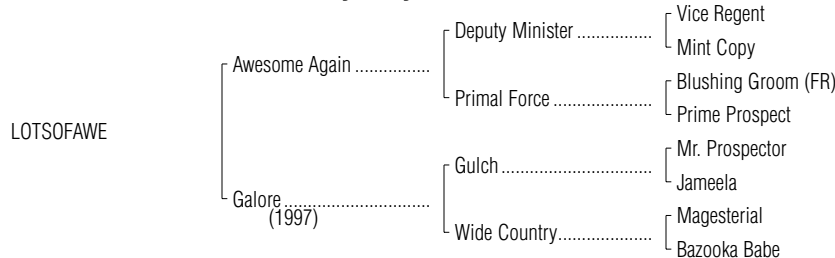 Vice Regent
Deputy Minister ..................
Mint Copy
Awesome Again ..................
Blushing Groom (FR)
Primal Force .......................
Prime Prospect
LOTSOFAWE
Mr. Prospector
Gulch ...................................
Jameela
Galore ...................................
(1997)
Magesterial
Wide Country......................
Bazooka Babe